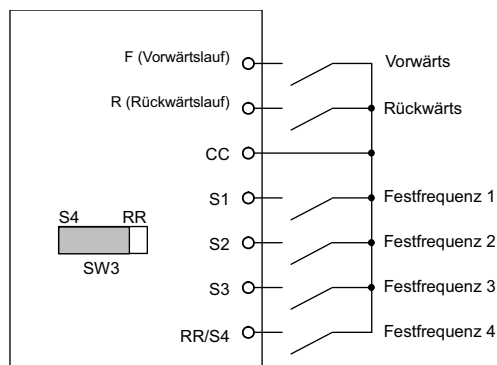 F (Vorwärtslauf) Vorwärts
R (Rückwärtslauf) Rückwärts
CC
S1 Festfrequenz 1
S4 RR
S2 Festfrequenz 2
SW3
S3 Festfrequenz 3
RR/S4 Festfrequenz 4